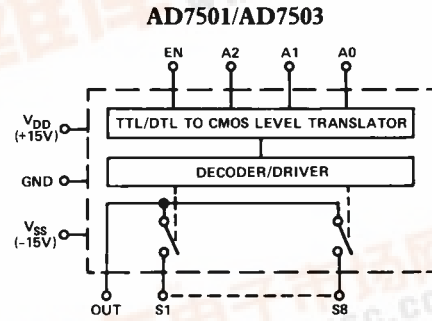 AD7501/AD7503
EN A2 A1 A0
TTL/DTL TO CMOS LEVEL TRANSLATOR
VDD
(+15V)
DECODER/DRIVER
GND
VSS
(-15V)
OUT S1 S8